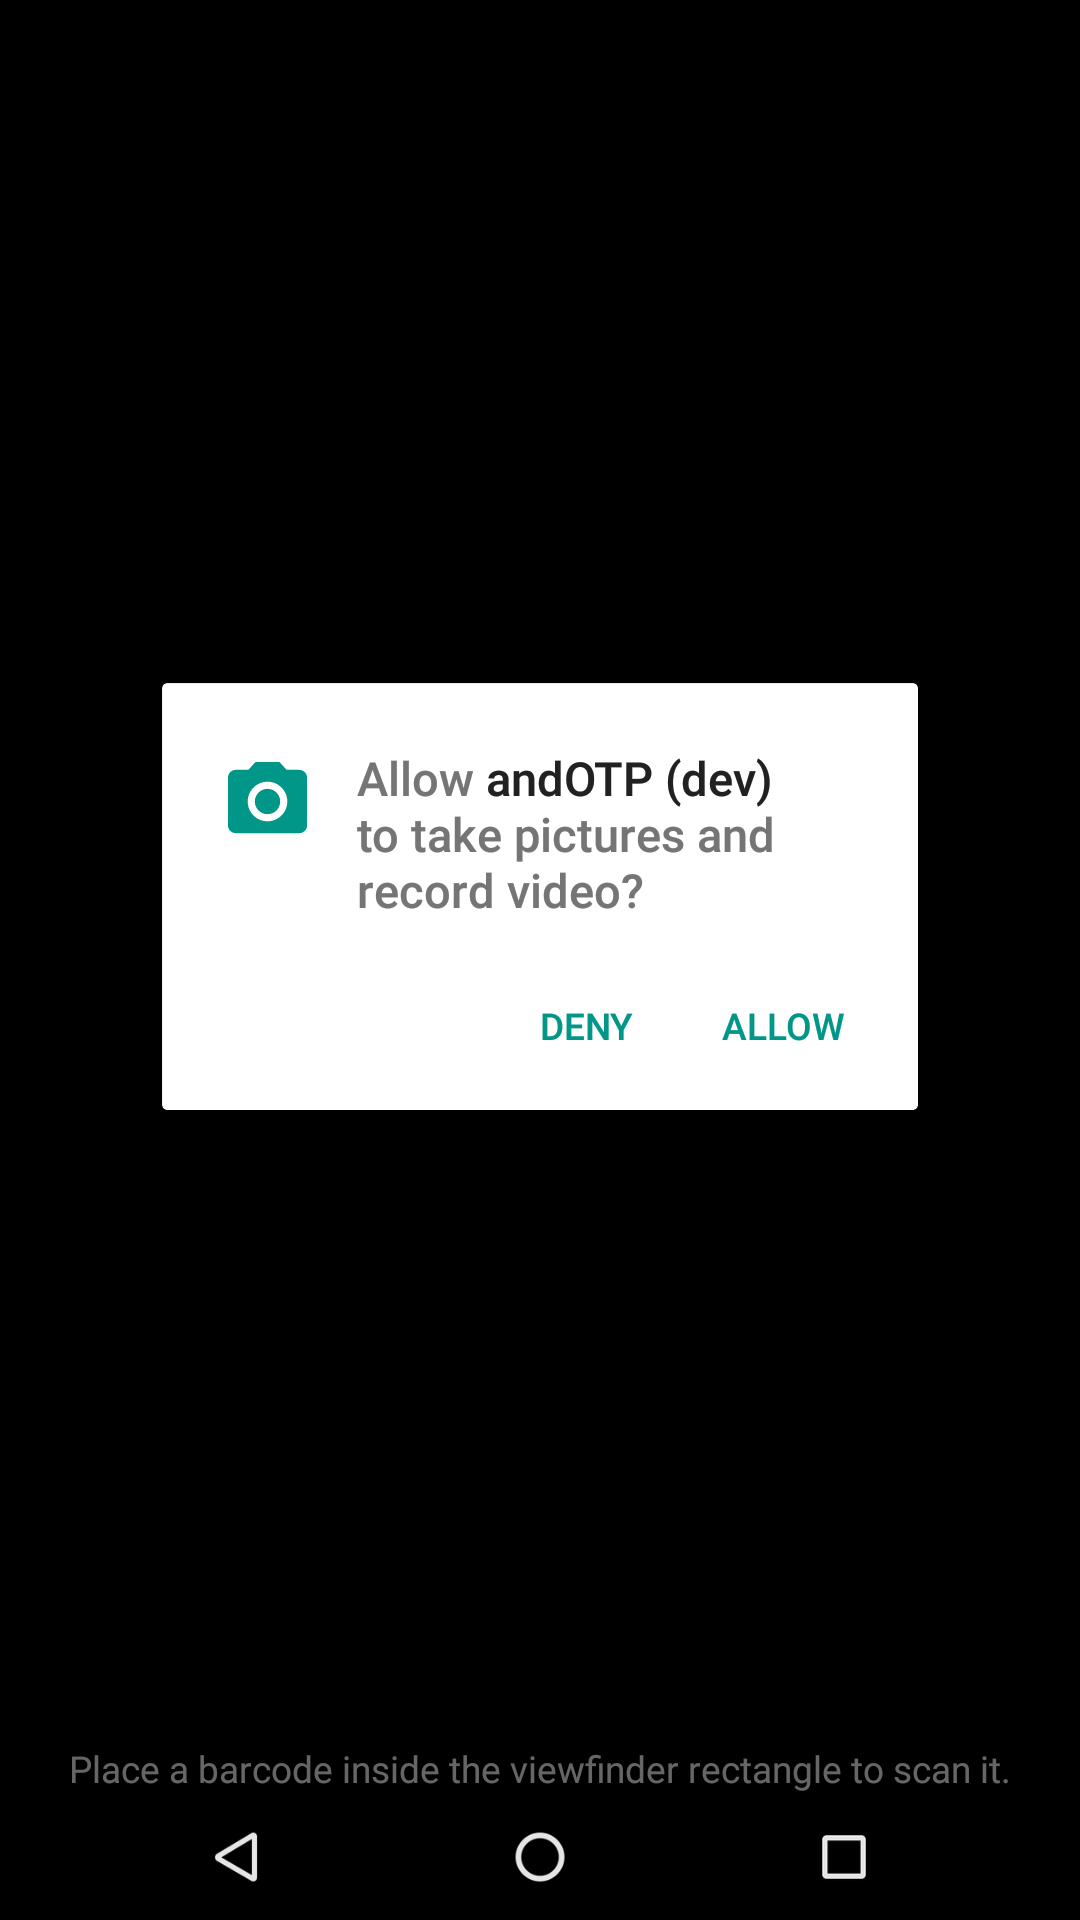 Allow andOTP (dev)
to take pictures and
record video?
DENY ALLOW
Place a barcode inside the viewfinder rectangle to scan it.